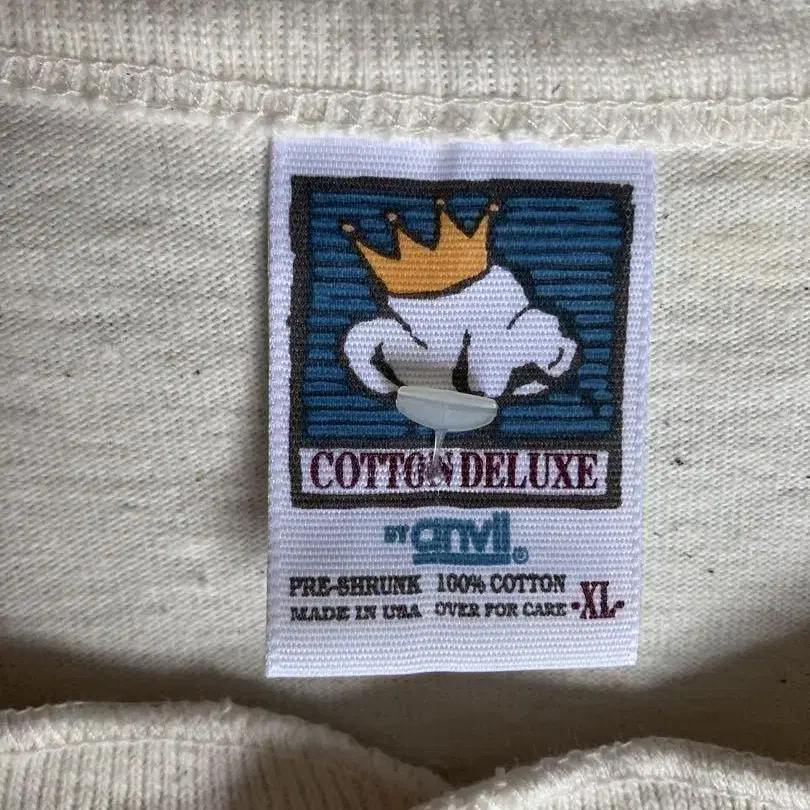 COTTON DELUXE
BY anvil®
PRE-SHRUNK 100% COTTON
MADE IN USA OVER FOR CARE -XL-